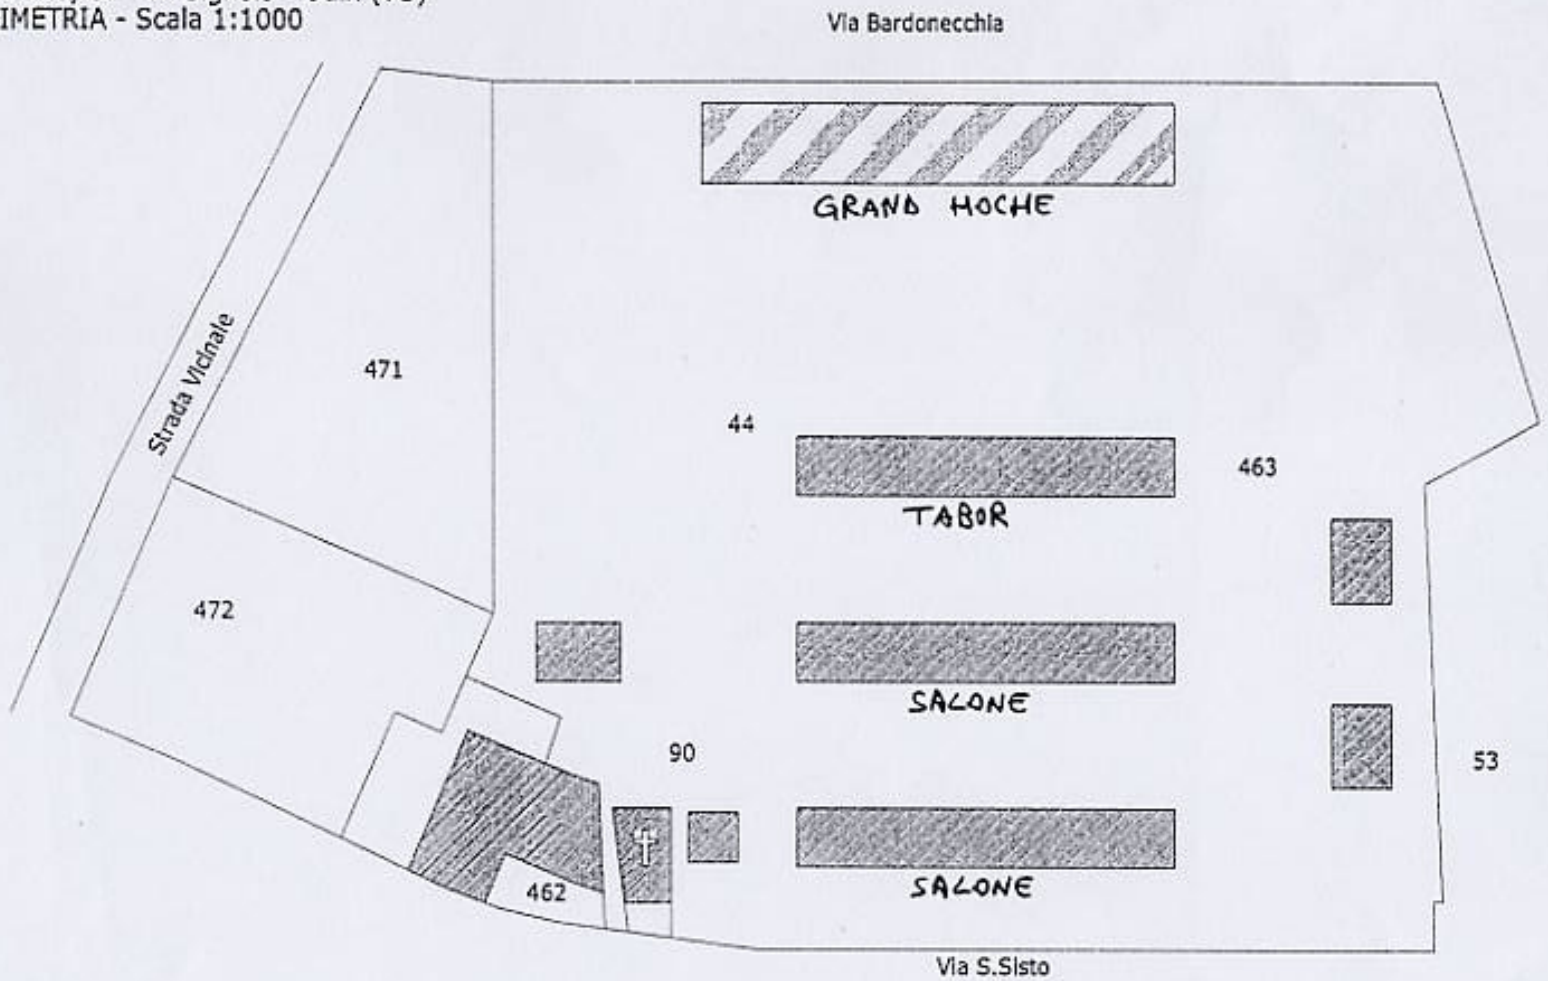 IMETRIA - Scala 1:1000
Via Bardonecchia
GRAND HOCHE
Strada Vicinale
471
44
463
TABOR
472
SALONE
90
53
462
SALONE
Via S.Sisto